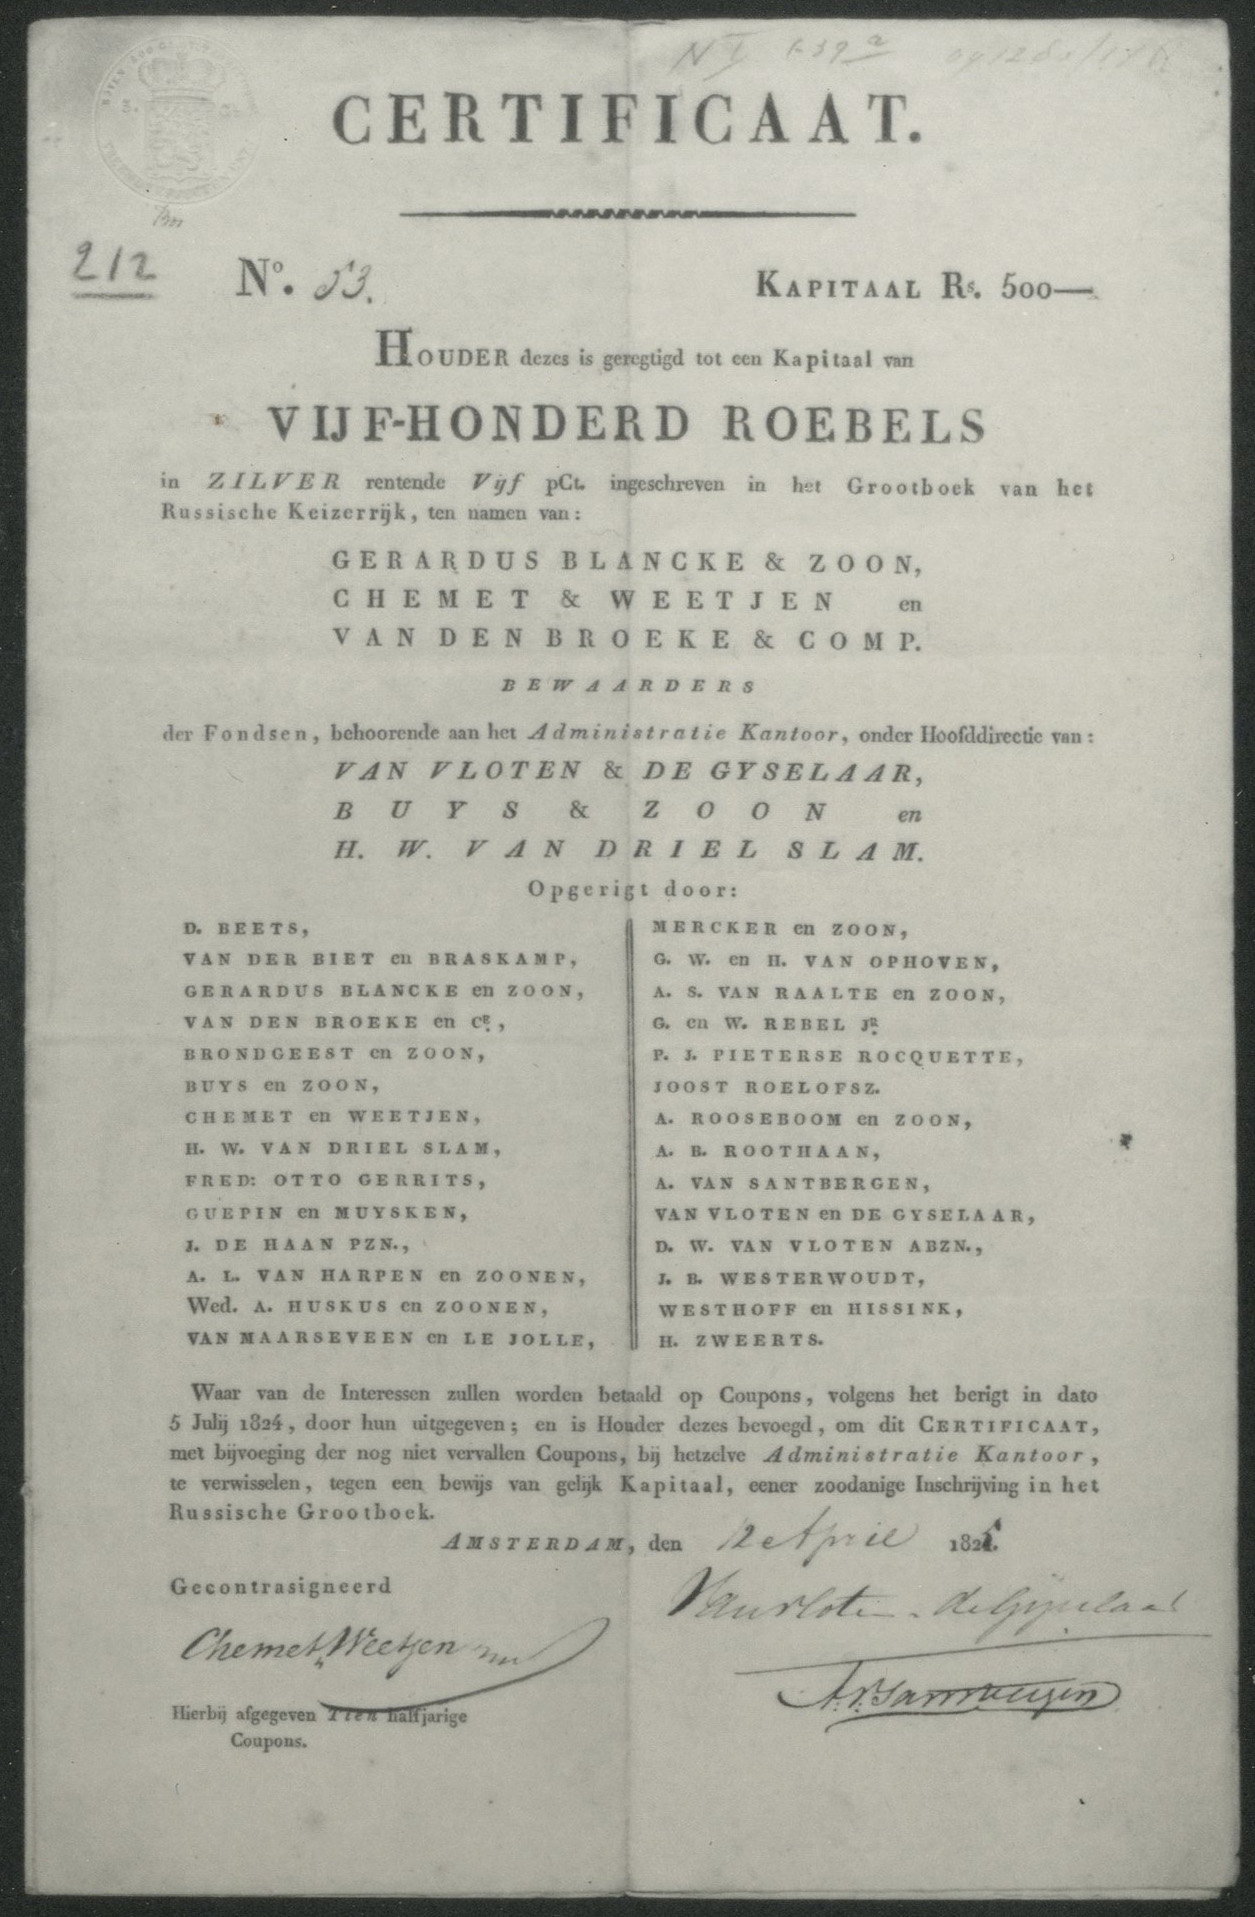 CERTIFICAAT.
212
No. 53.
KAPITAAL Rs. 500—
HOUDER dezes is geregtigd tot een Kapitaal van
VIJF-HONDERD ROEBELS
in ZILVER rentende Vijf pCt. ingeschreven in het Grootboek van het
Russische Keizerrijk, ten namen van:
GERARDUS BLANCKE & ZOON,
CHEMET & WEETJEN en
VAN DEN BROEKE & COMP.
BEWAARDERS
der Fondsen, behoorende aan het Administratie Kantoor, onder Hoofddirectie van:
VAN VLOTEN & DE GYSELAAR,
BUYS & ZOON en
H. W. VAN DRIEL SLAM.
Opgerigt door:
D. BEETS,
VAN DER BIET en BRASKAMP,
GERARDUS BLANCKE en ZOON,
VAN DEN BROEKE en CE.,
BRONDGEEST en ZOON,
BUYS en ZOON,
CHEMET en WEETJEN,
H. W. VAN DRIEL SLAM,
FRED: OTTO GERRITS,
GUEPIN en MUYSKEN,
J. DE HAAN PZN.,
A. L. VAN HARPEN en ZOONEN,
Wed. A. HUSKUS en ZOONEN,
VAN MAARSEVEEN en LE JOLLE,
MERCKER en ZOON,
G. W. en H. VAN OPHOVEN,
A. S. VAN RAALTE en ZOON,
G. en W. REBEL JR.
P. J. PIETERSE ROCQUETTE,
JOOST ROELOFSZ.
A. ROOSEBOOM en ZOON,
A. B. ROOTHAAN,
A. VAN SANTBERGEN,
VAN VLOTEN en DE GYSELAAR,
D. W. VAN VLOTEN ABZN.,
J. B. WESTERWOUDT,
WESTHOFF en HISSINK,
H. ZWEERTS.
Waar van de Interessen zullen worden betaald op Coupons, volgens het berigt in dato
5 Julij 1824, door hun uitgegeven; en is Houder dezes bevoegd, om dit CERTIFICAAT,
met bijvoeging der nog niet vervallen Coupons, bij hetzelve Administratie Kantoor,
te verwisselen, tegen een bewijs van gelijk Kapitaal, eener zoodanige Inschrijving in het
Russische Grootboek.
AMSTERDAM, den 12 April 1825.
Gecontrasigneerd
Van Vloten de Gijselaar
Chemet & Weetjen
Hierbij afgegeven Tien halfjarige
Coupons.